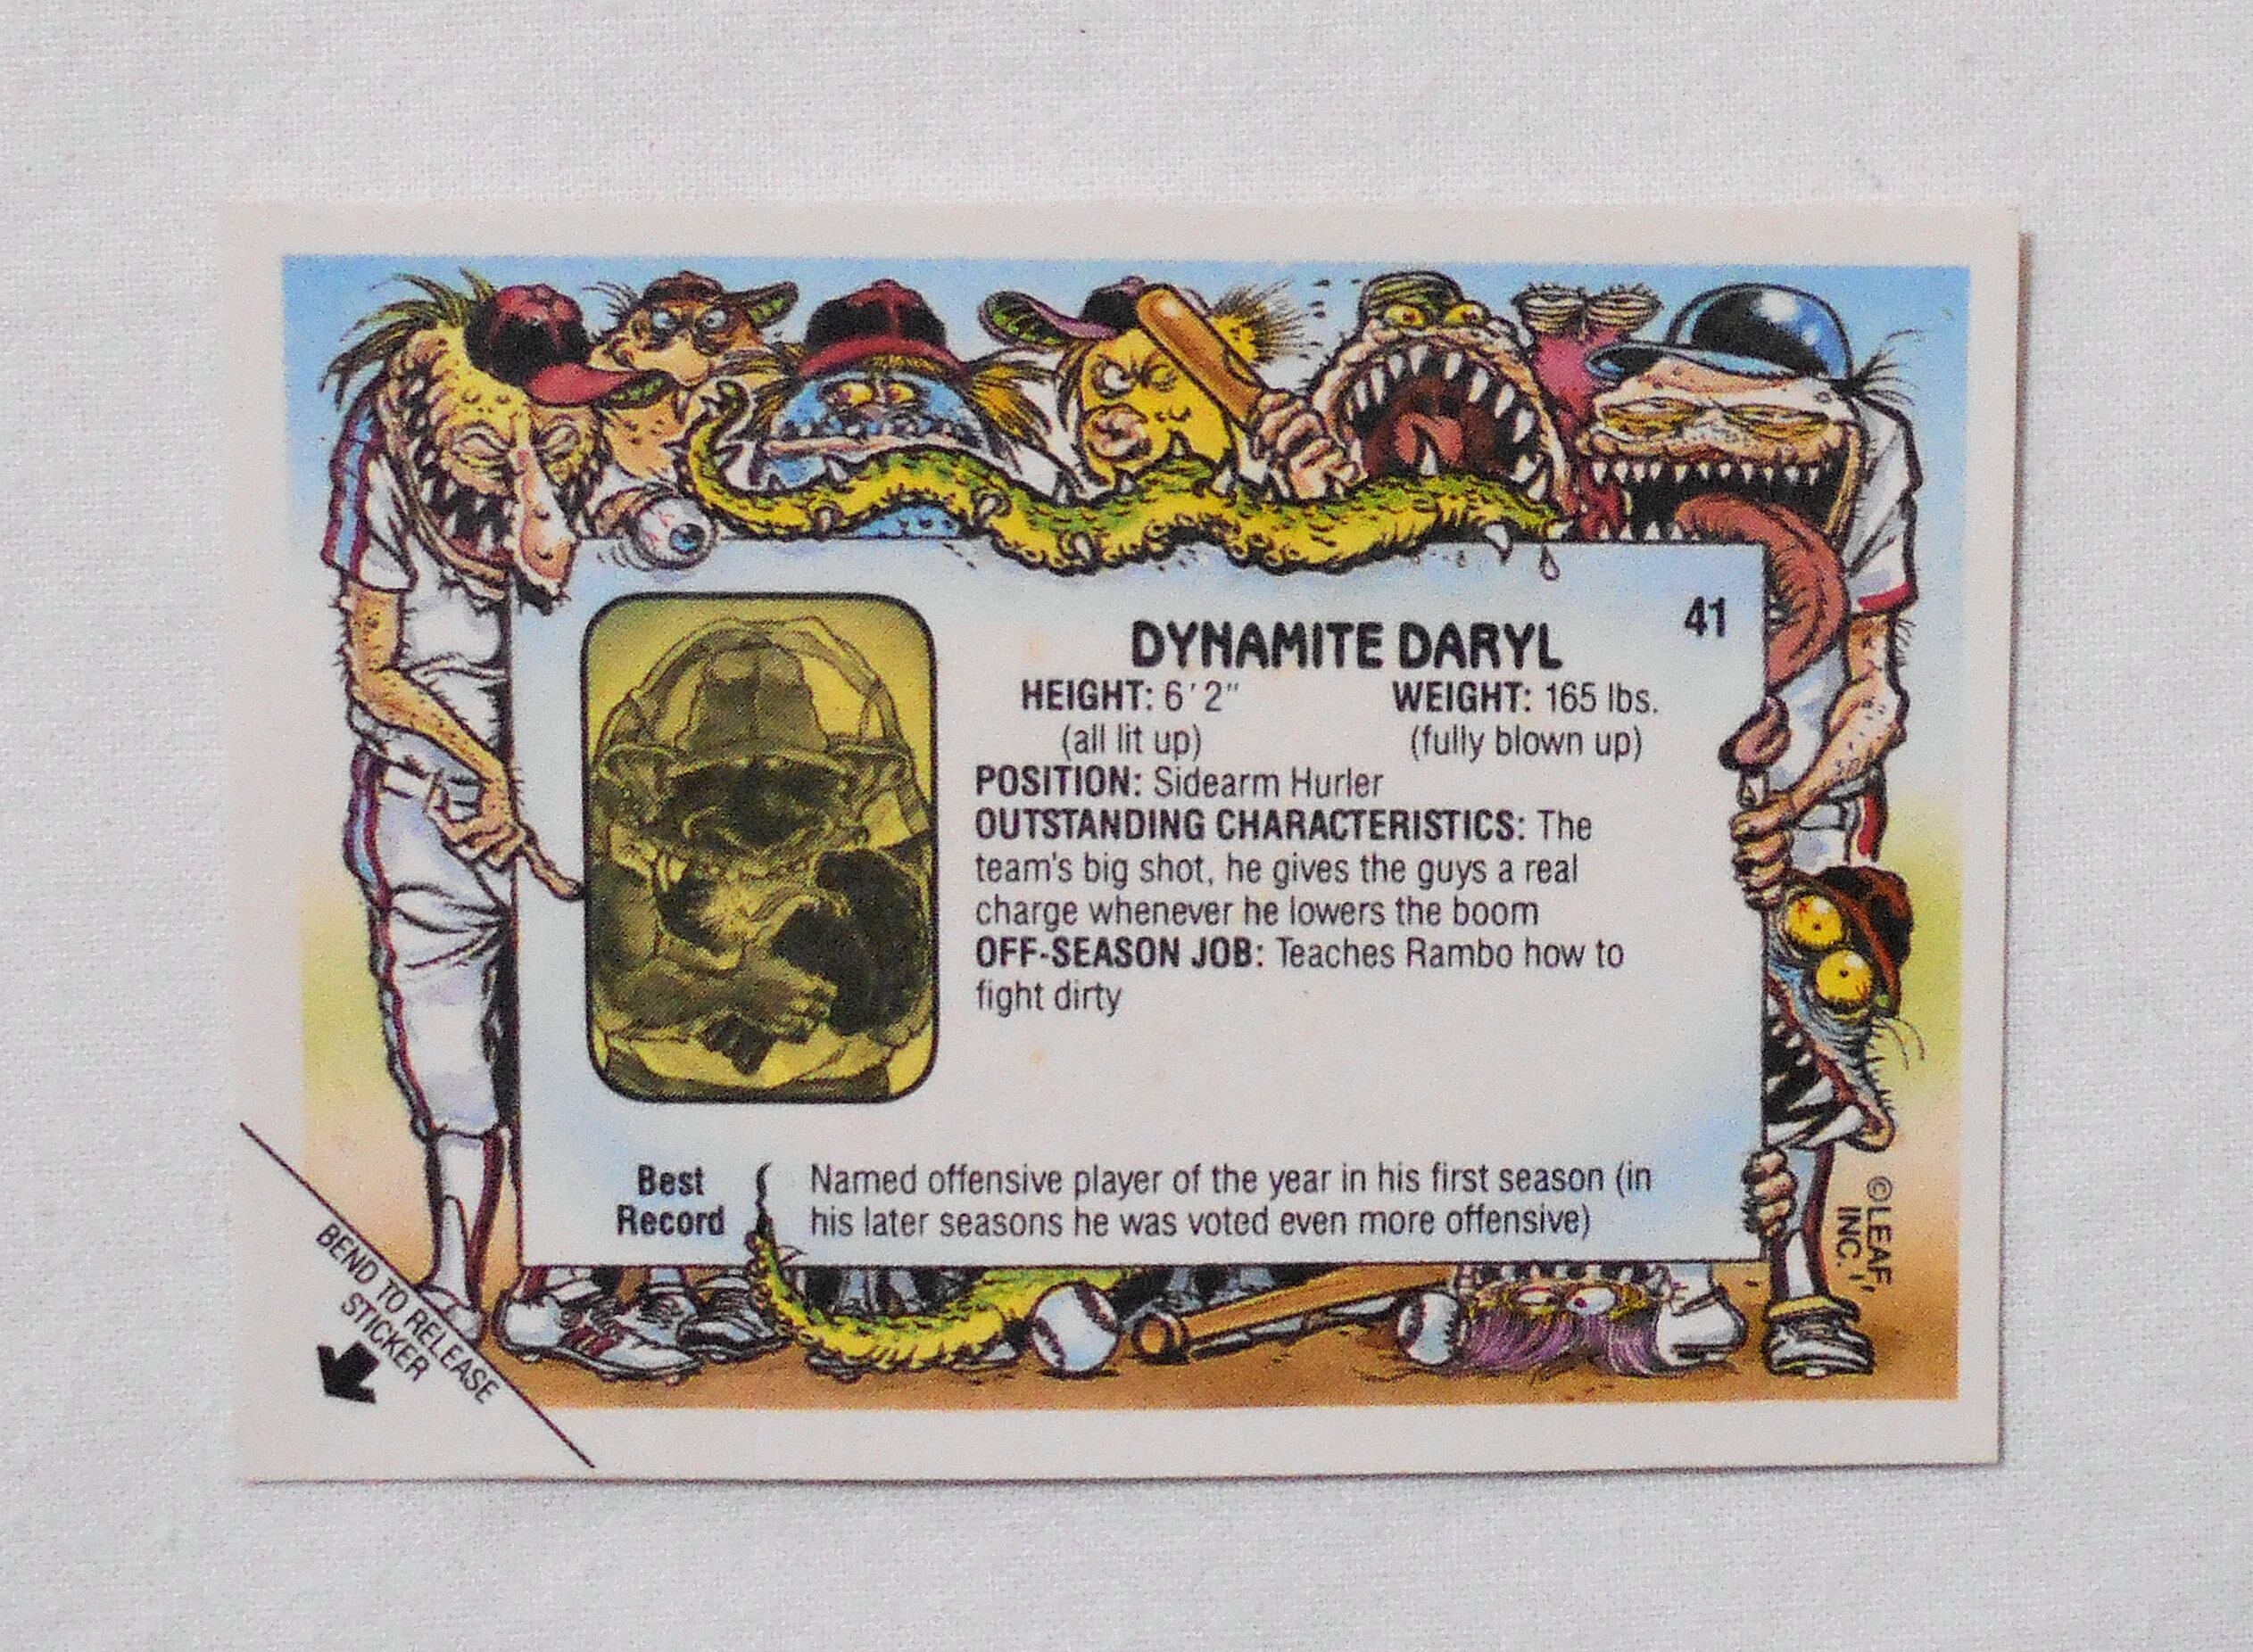 41
DYNAMITE DARYL
HEIGHT: 6'2" WEIGHT: 165 lbs.
(all lit up) (fully blown up)
POSITION: Sidearm Hurler
OUTSTANDING CHARACTERISTICS: The
team's big shot, he gives the guys a real
charge whenever he lowers the boom
OFF-SEASON JOB: Teaches Rambo how to
fight dirty
Best
Record
Named offensive player of the year in his first season (in
his later seasons he was voted even more offensive)
©LEAF,
INC.
BEND TO RELEASE
STICKER